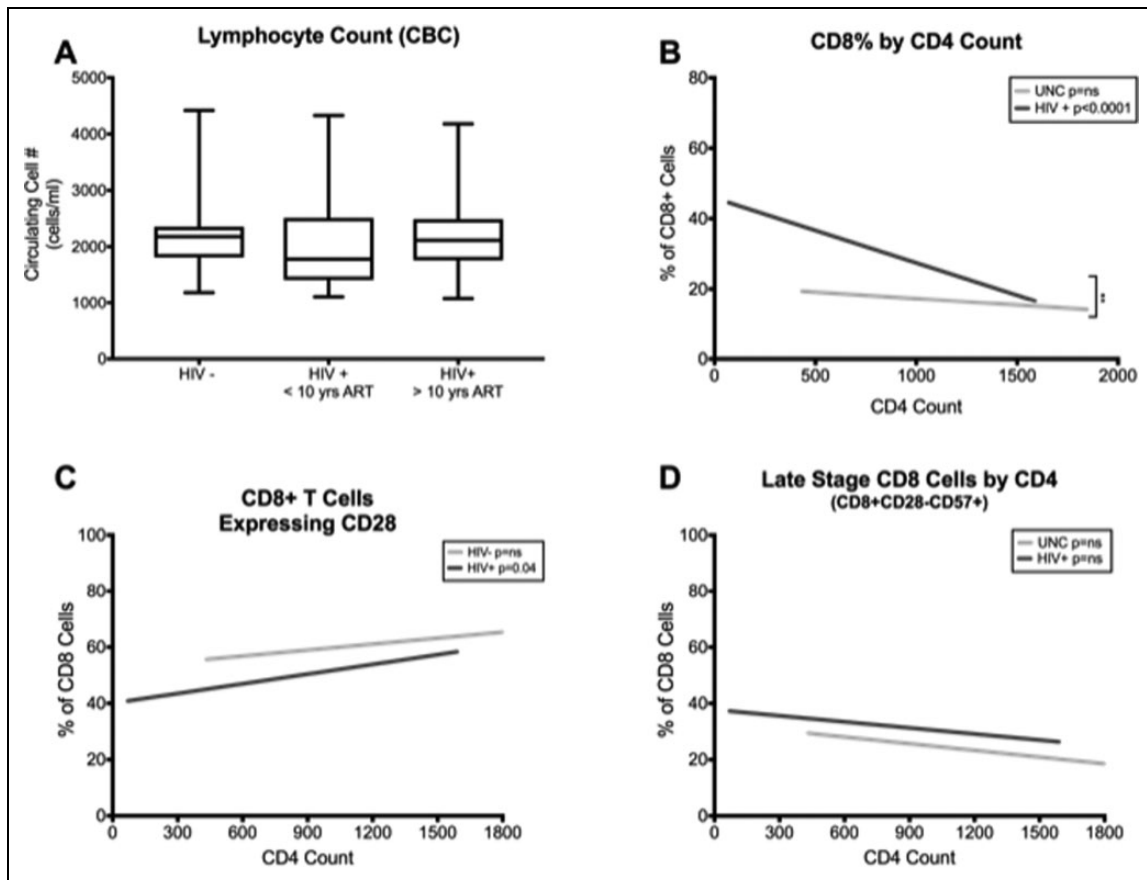 A
Lymphocyte Count (CBC)
Circulating Cell #
(cells/ml)
5000
4000
3000
2000
1000
0
HIV -
HIV +
< 10 yrs ART
HIV+
> 10 yrs ART
B
CD8% by CD4 Count
UNC p=ns
HIV + p<0.0001
% of CD8+ Cells
80
60
40
20
0
**
0 500 1000 1500 2000
CD4 Count
C
CD8+ T Cells
Expressing CD28
HIV- p=ns
HIV+ p=0.04
% of CD8 Cells
100
80
60
40
20
0
0 300 600 900 1200 1500 1800
CD4 Count
D
Late Stage CD8 Cells by CD4
(CD8+CD28-CD57+)
UNC p=ns
HIV+ p=ns
% of CD8 Cells
100
80
60
40
20
0
0 300 600 900 1200 1500 1800
CD4 Count